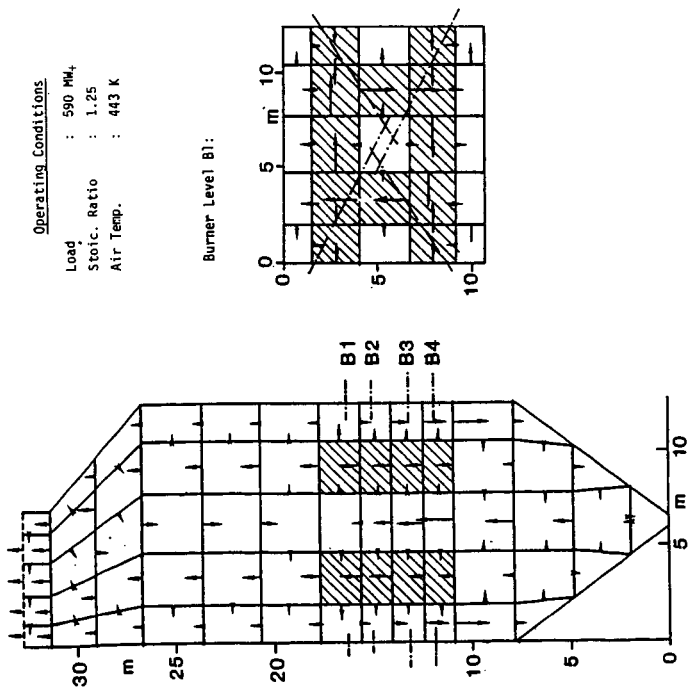 Operating Conditions
Load : 590 MW+
Stoic. Ratio : 1.25
Air Temp. : 443 K
Burner Level B1:
0 5 m 10
0
5
10
B1
B2
B3
B4
30
m
25
20
15
10
5
0
5 m 10